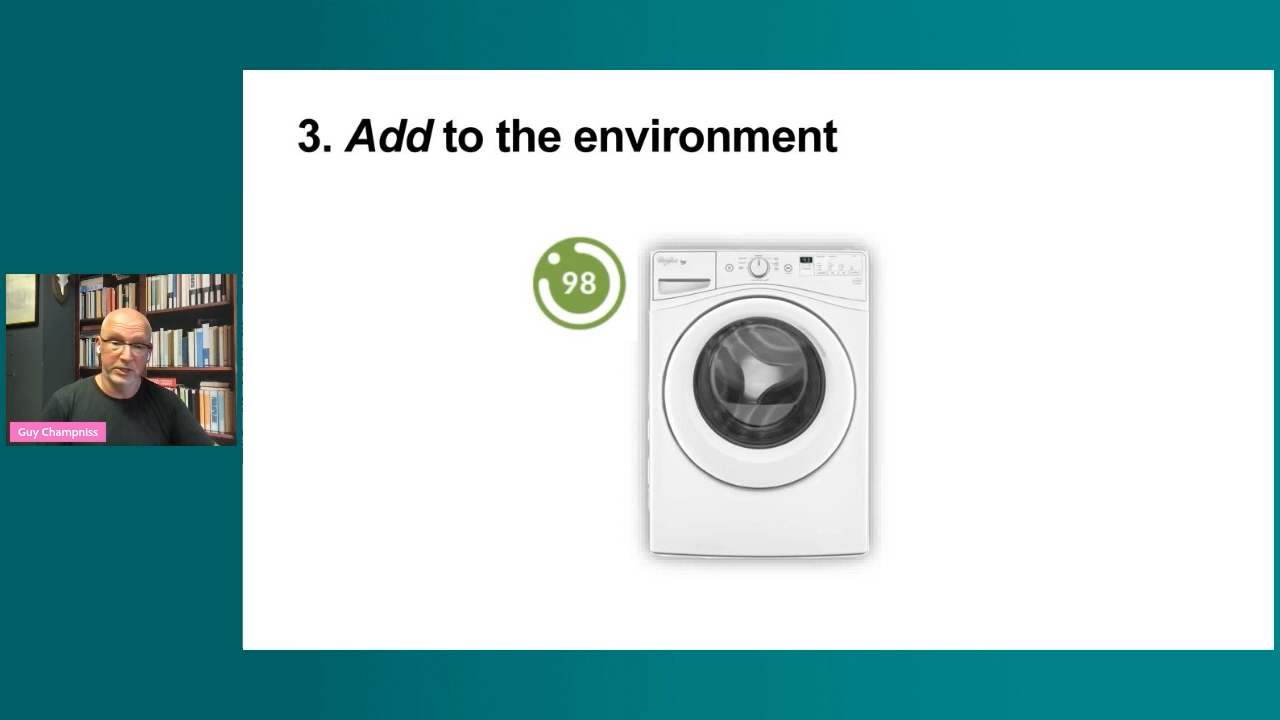 3. Add to the environment
98
Guy Champniss